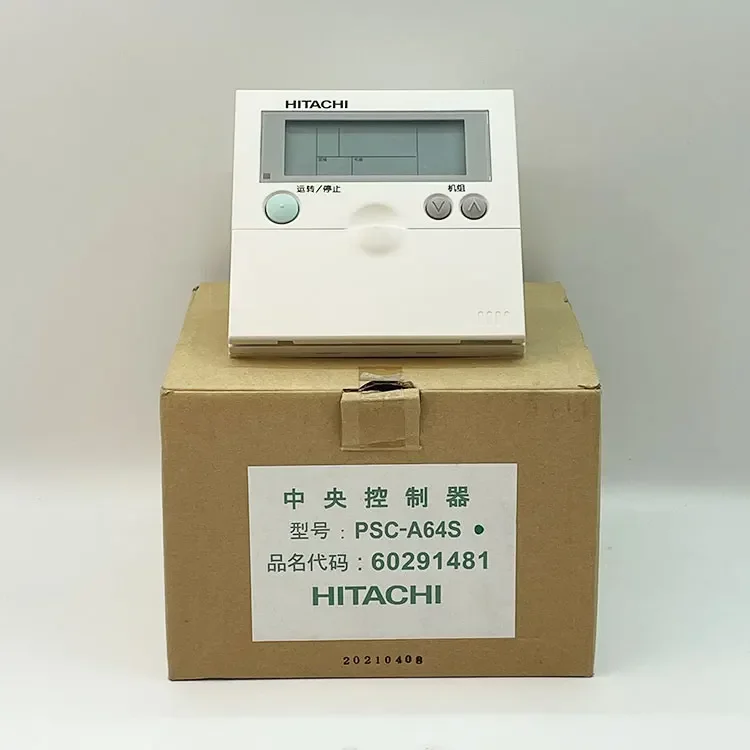 HITACHI
运转/停止 机组
中央控制器
型号：PSC-A64S
品名代码：60291481
HITACHI
20210408